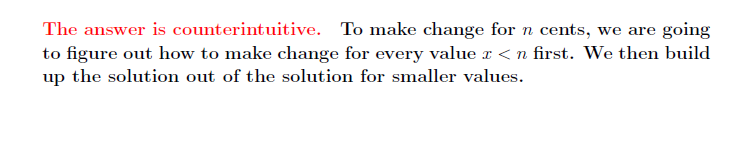 The answer is counterintuitive. To make change for n cents, we are going
to figure out how to make change for every value x < n first. We then build
up the solution out of the solution for smaller values.